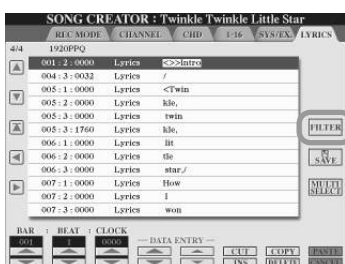 SONG CREATOR : Twinkle Twinkle Little Star
REC MODE CHANNEL CHD 1-16 SYS/EX. LYRICS
4/4 1920PPQ
001 : 2 : 0000 Lyrics <>>Intro
004 : 3 : 0032 Lyrics /
005 : 1 : 0000 Lyrics <Twin
005 : 2 : 0000 Lyrics kle,
005 : 3 : 0000 Lyrics twin
005 : 3 : 1760 Lyrics kle,
006 : 1 : 0000 Lyrics lit
006 : 2 : 0000 Lyrics tle
006 : 3 : 0000 Lyrics star,/
007 : 1 : 0000 Lyrics How
007 : 2 : 0000 Lyrics I
007 : 3 : 0000 Lyrics won
FILTER
SAVE
MULTI
SELECT
BAR : BEAT : CLOCK
001 1 0000 DATA ENTRY
CUT COPY PASTE
INS DELETE CANCEL